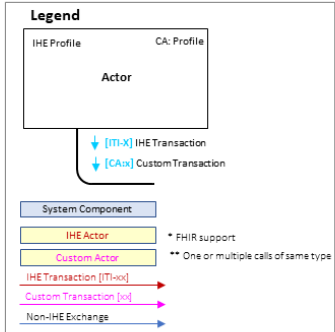 Legend
IHE Profile CA: Profile
Actor
[ITI-X] IHE Transaction
[CA:x] Custom Transaction
System Component
IHE Actor * FHIR support
Custom Actor ** One or multiple calls of same type
IHE Transaction [ITI-xx]
Custom Transaction [xx]
Non-IHE Exchange